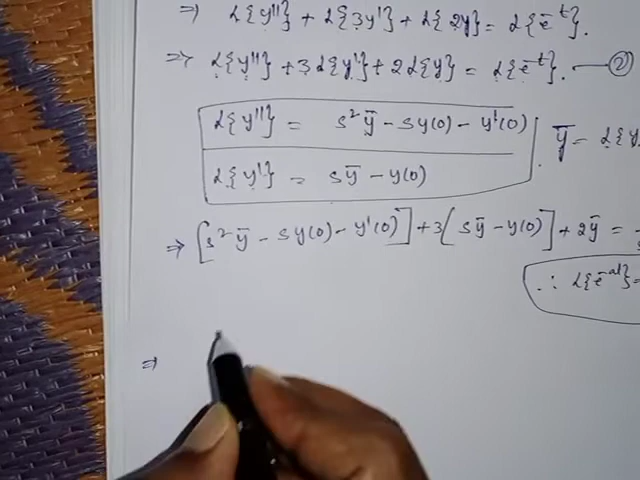 ⇒ ℒ{y''} + ℒ{3y'} + ℒ{2y} = ℒ{e^-t}.
⇒ ℒ{y''} + 3ℒ{y'} + 2ℒ{y} = ℒ{e^-t}. — ②
ℒ{y''} = s²ȳ - sy(0) - y'(0)
ȳ = ℒ{y
ℒ{y'} = sȳ - y(0)
⇒ [s²ȳ - sy(0) - y'(0)] + 3[sȳ - y(0)] + 2ȳ =
∴ ℒ{e^-at} =
⇒